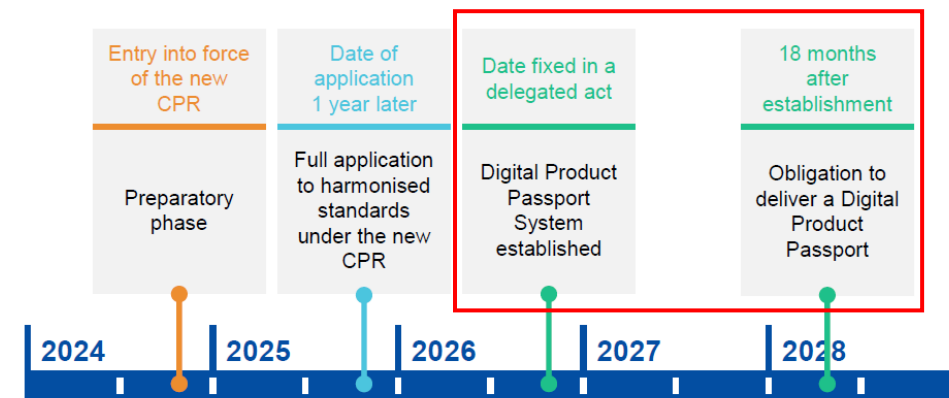 Entry into force
of the new
CPR
Preparatory
phase
Date of
application
1 year later
Full application
to harmonised
standards
under the new
CPR
Date fixed in a
delegated act
Digital Product
Passport
System
established
18 months
after
establishment
Obligation to
deliver a Digital
Product
Passport
2024
2025
2026
2027
2028